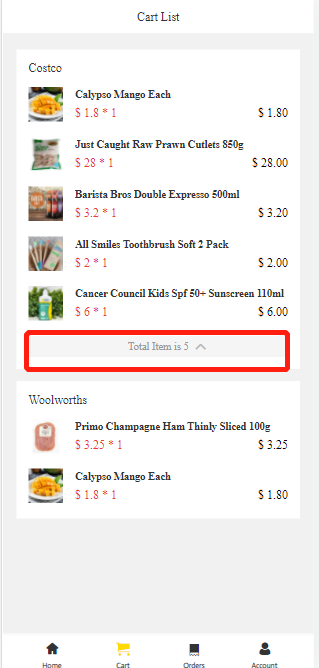 Cart List
Costco
Calypso Mango Each
$ 1.8 * 1 $ 1.80
Just Caught Raw Prawn Cutlets 850g
$ 28 * 1 $ 28.00
Barista Bros Double Expresso 500ml
$ 3.2 * 1 $ 3.20
All Smiles Toothbrush Soft 2 Pack
$ 2 * 1 $ 2.00
Cancer Council Kids Spf 50+ Sunscreen 110ml
$ 6 * 1 $ 6.00
Total Item is 5
Woolworths
Primo Champagne Ham Thinly Sliced 100g
$ 3.25 * 1 $ 3.25
Calypso Mango Each
$ 1.8 * 1 $ 1.80
Home Cart Orders Account